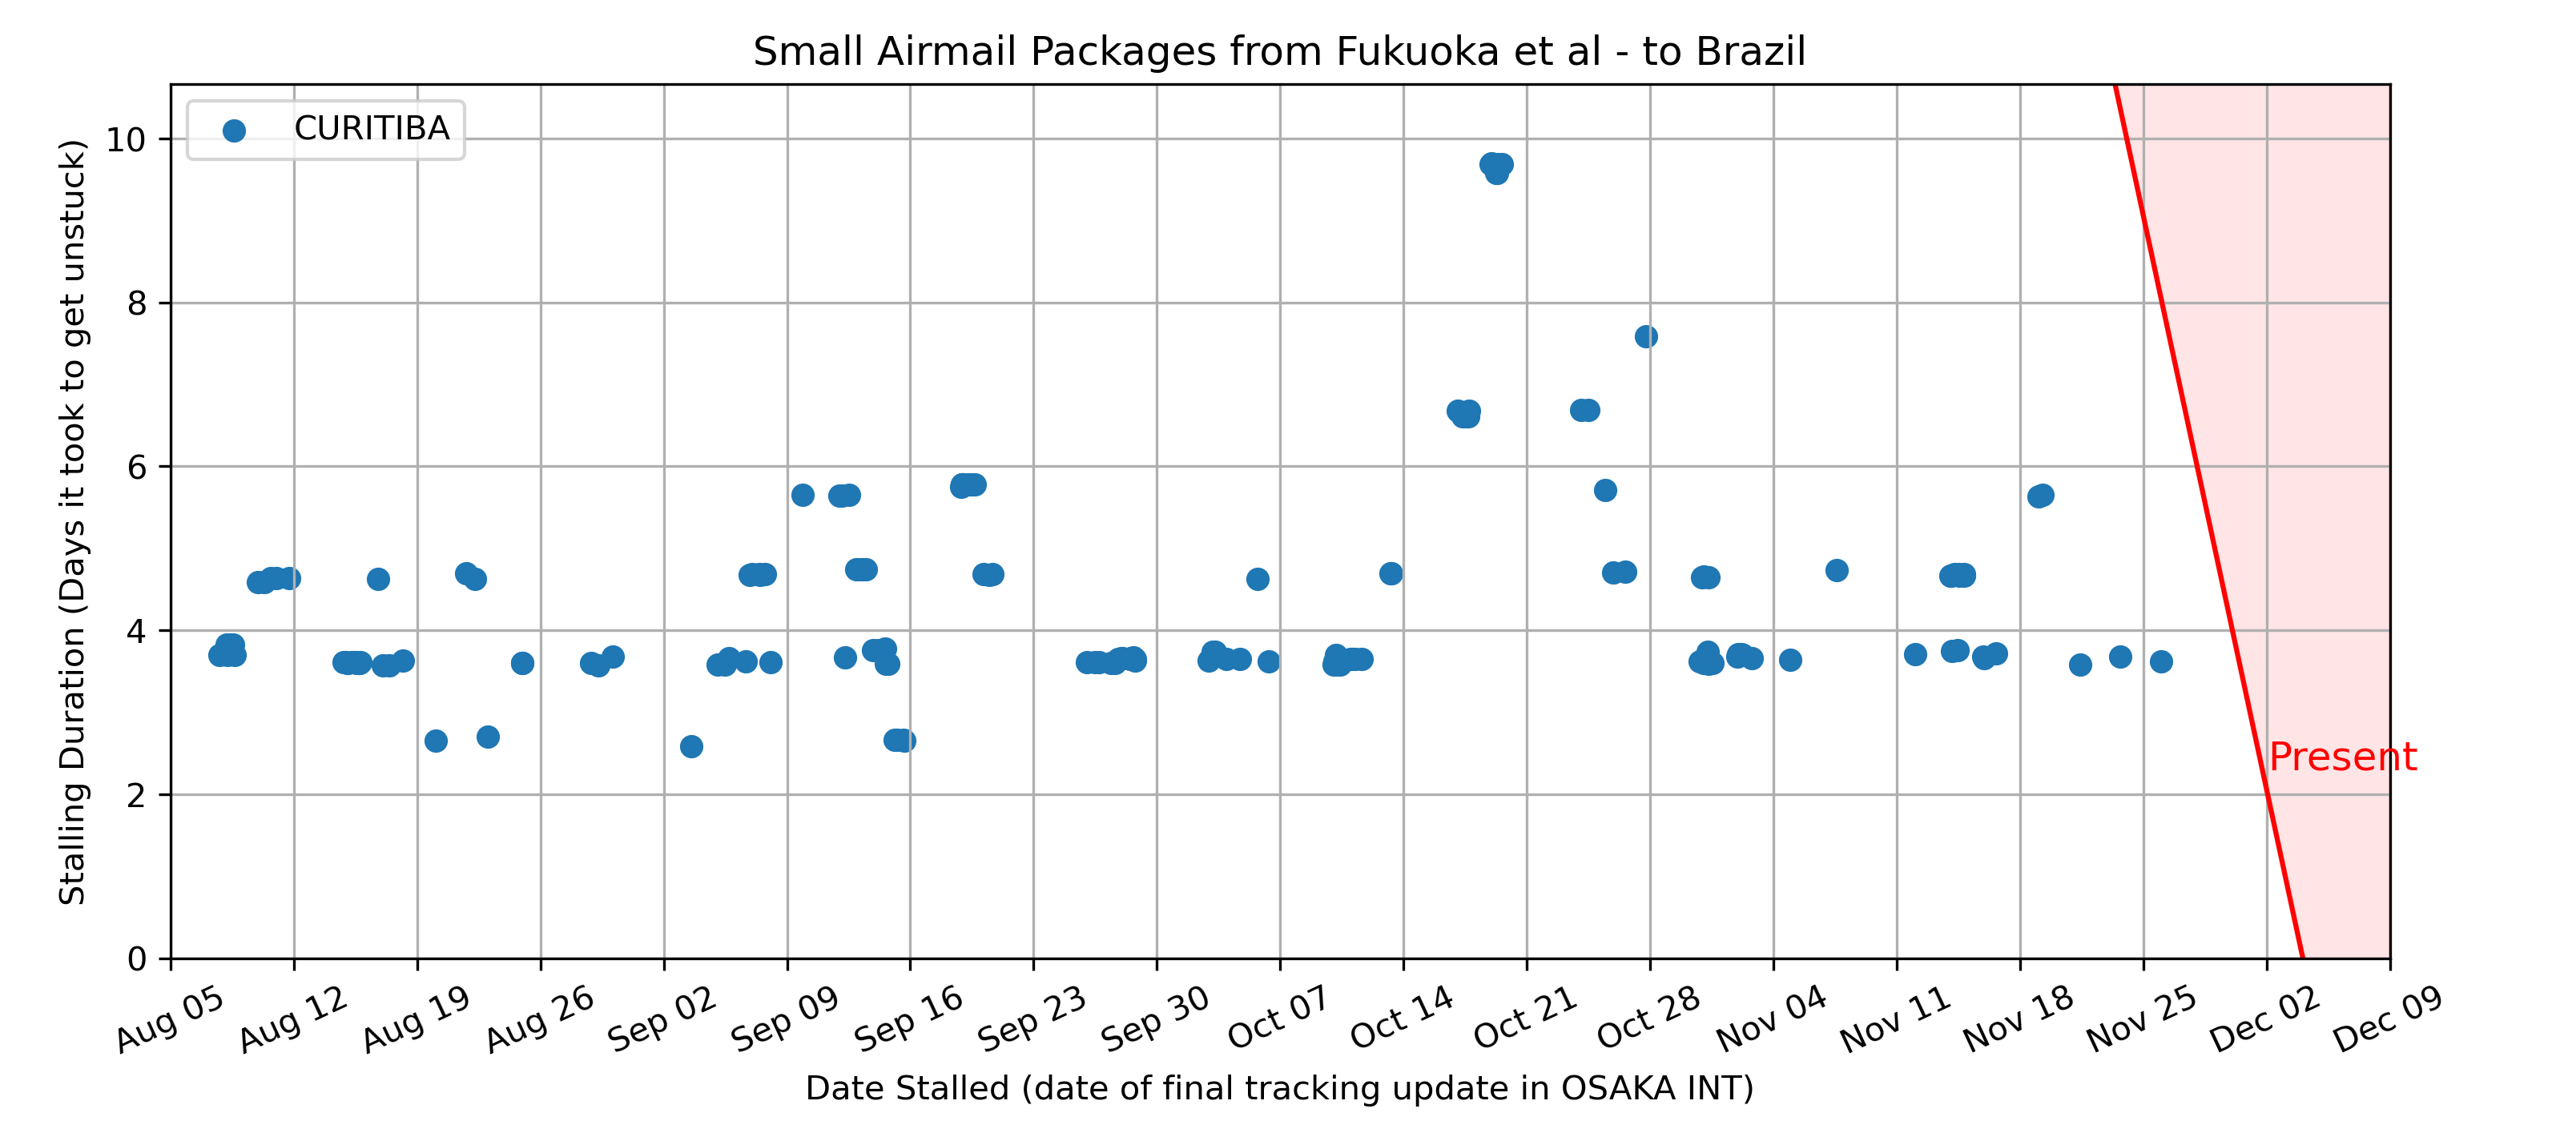 Small Airmail Packages from Fukuoka et al - to Brazil
CURITIBA
Stalling Duration (Days it took to get unstuck)
10
8
6
4
2
0
Present
Aug 05
Aug 12
Aug 19
Aug 26
Sep 02
Sep 09
Sep 16
Sep 23
Sep 30
Oct 07
Oct 14
Oct 21
Oct 28
Nov 04
Nov 11
Nov 18
Nov 25
Dec 02
Dec 09
Date Stalled (date of final tracking update in OSAKA INT)